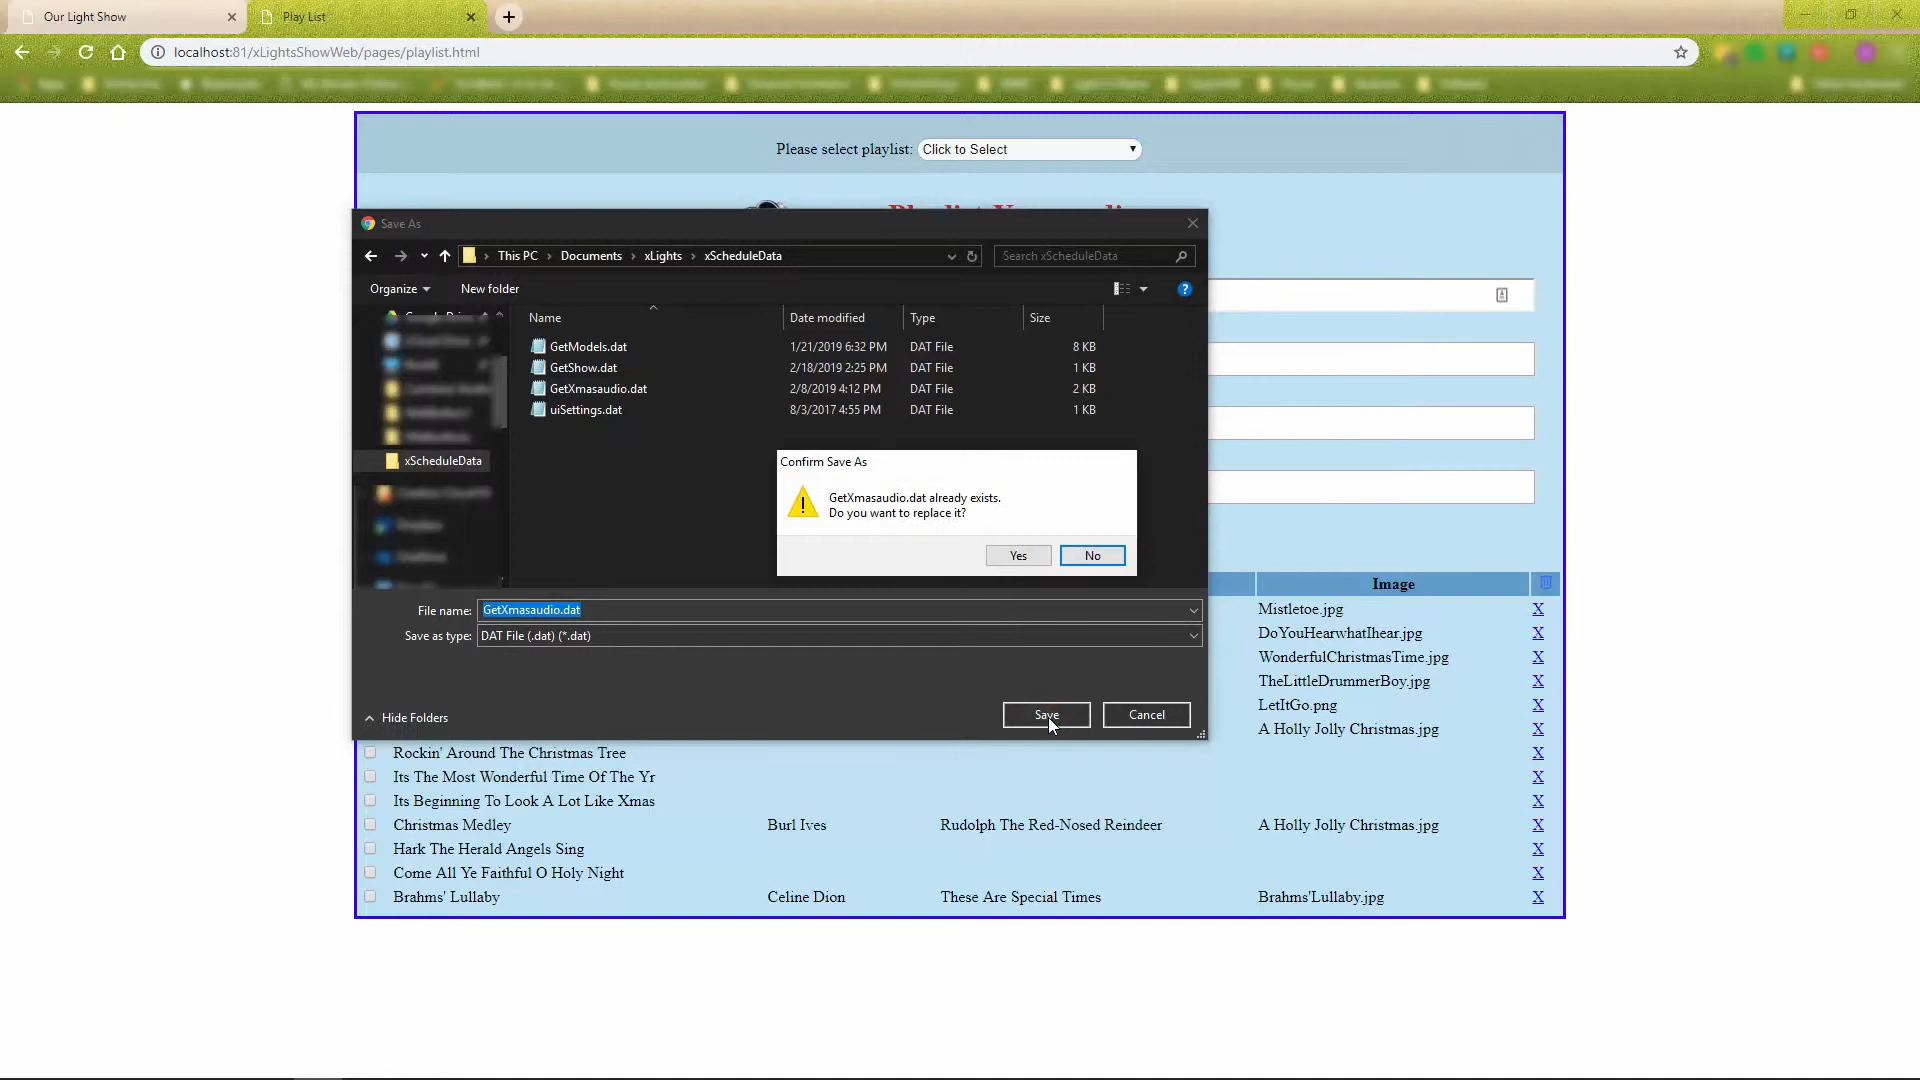 Our Light Show
Play List
localhost:81/xLightsShowWeb/pages/playlist.html
Please select playlist: Click to Select
Save As
This PC > Documents > xLights > xScheduleData
Search xScheduleData
Organize
New folder
Name Date modified Type Size
GetModels.dat 1/21/2019 6:32 PM DAT File 8 KB
GetShow.dat 2/18/2019 2:25 PM DAT File 1 KB
GetXmasaudio.dat 2/8/2019 4:12 PM DAT File 2 KB
uiSettings.dat 8/3/2017 4:55 PM DAT File 1 KB
xScheduleData
Confirm Save As
GetXmasaudio.dat already exists.
Do you want to replace it?
Yes No
File name: GetXmasaudio.dat
Save as type: DAT File (.dat) (*.dat)
Hide Folders
Save Cancel
Image
Mistletoe.jpg X
DoYouHearwhatIhear.jpg X
WonderfulChristmasTime.jpg X
TheLittleDrummerBoy.jpg X
LetItGo.png X
A Holly Jolly Christmas.jpg X
Rockin' Around The Christmas Tree X
Its The Most Wonderful Time Of The Yr X
Its Beginning To Look A Lot Like Xmas X
Christmas Medley Burl Ives Rudolph The Red-Nosed Reindeer A Holly Jolly Christmas.jpg X
Hark The Herald Angels Sing X
Come All Ye Faithful O Holy Night X
Brahms' Lullaby Celine Dion These Are Special Times Brahms'Lullaby.jpg X